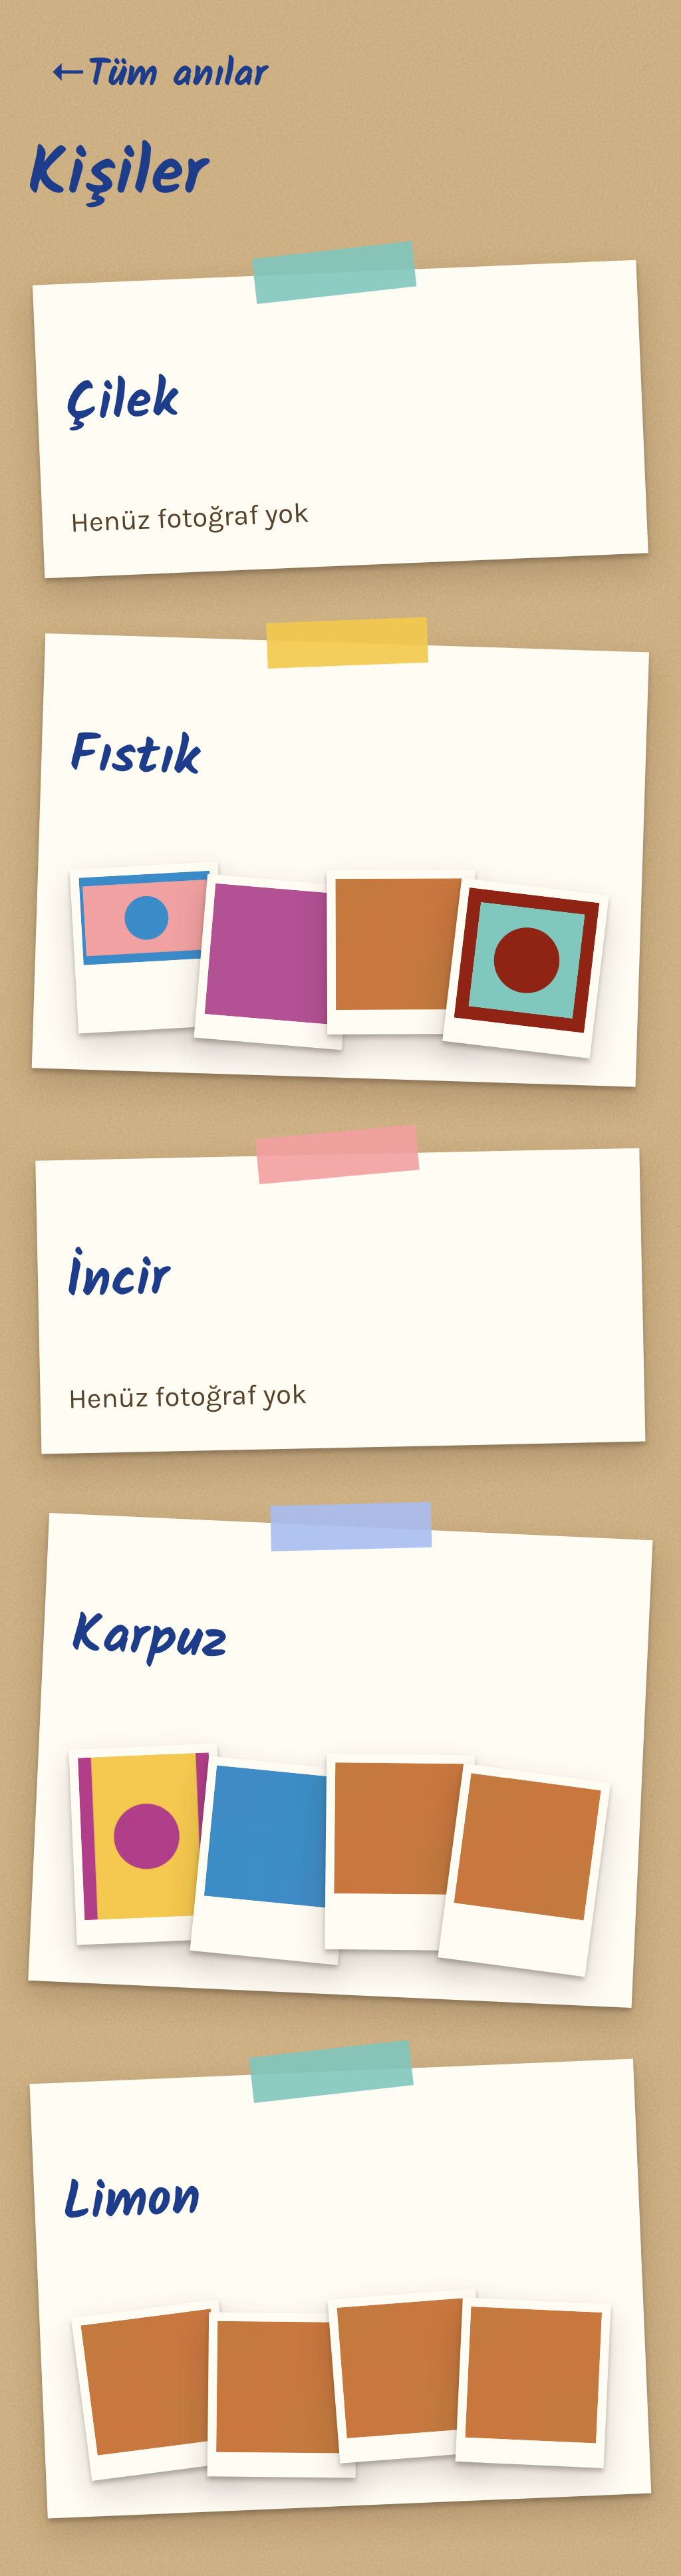 ←Tüm anılar
Kişiler
Çilek
Henüz fotoğraf yok
Fıstık
İncir
Henüz fotoğraf yok
Karpuz
Limon